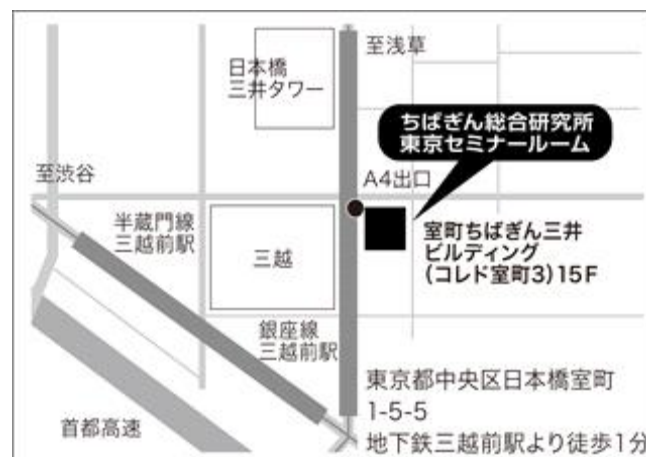 至浅草
日本橋
三井タワー
ちばぎん総合研究所
東京セミナールーム
至渋谷
A4出口
半蔵門線
三越前駅
三越
室町ちばぎん三井
ビルディング
(コレド室町3)15F
銀座線
三越前駅
東京都中央区日本橋室町
1-5-5
地下鉄三越前駅より徒歩1分
首都高速